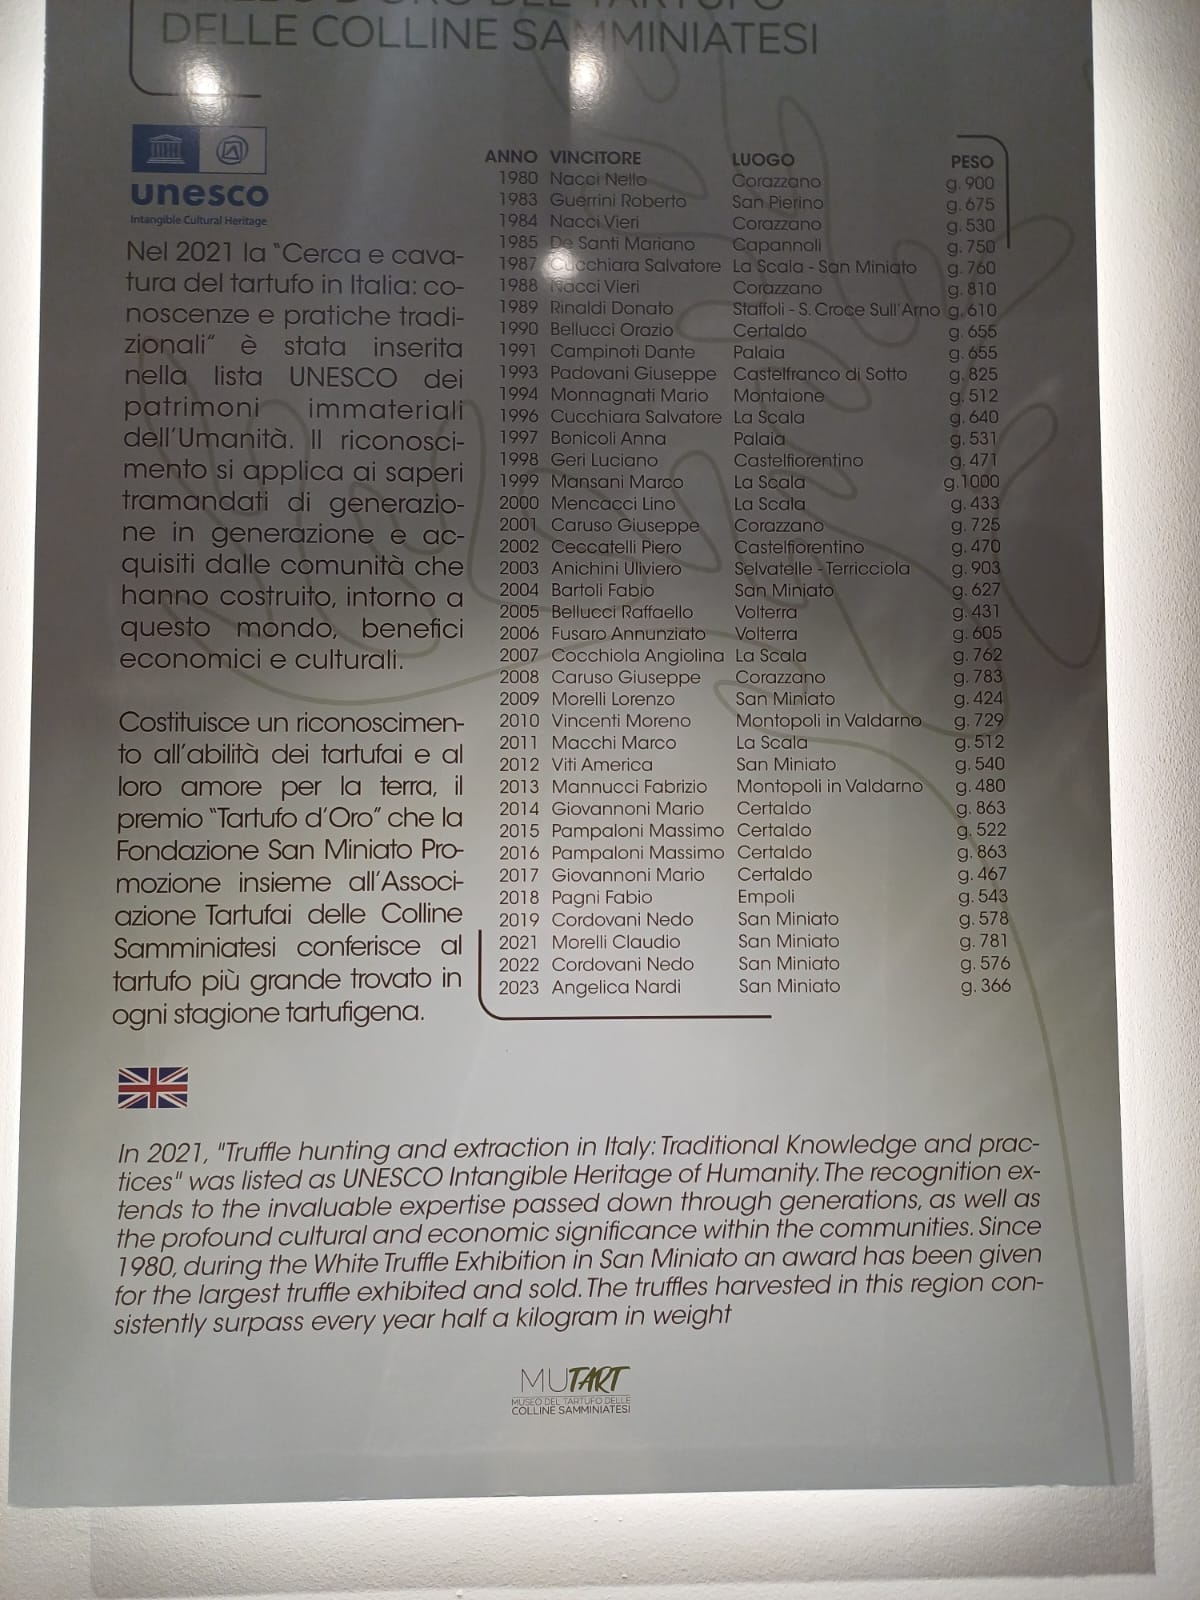 DELLE COLLINE SAMMINIATESI
unesco
Intangible Cultural Heritage
Nel 2021 la "Cerca e cava-
tura del tartufo in Italia: co-
noscenze e pratiche tradi-
zionali" è stata inserita
nella lista UNESCO dei
patrimoni immateriali
dell'Umanità. Il riconosci-
mento si applica ai saperi
tramandati di generazio-
ne in generazione e ac-
quisiti dalle comunità che
hanno costruito, intorno a
questo mondo, benefici
economici e culturali.
Costituisce un riconoscimen-
to all'abilità dei tartufai e al
loro amore per la terra, il
premio "Tartufo d'Oro" che la
Fondazione San Miniato Pro-
mozione insieme all'Associ-
azione Tartufai delle Colline
Samminiatesi conferisce al
tartufo più grande trovato in
ogni stagione tartufigena.
ANNO VINCITORE LUOGO PESO
1980 Nacci Nello Corazzano g. 900
1983 Guerrini Roberto San Pierino g. 675
1984 Nacci Vieri Corazzano g. 530
1985 De Santi Mariano Capannoli g. 750
1987 Cucchiara Salvatore La Scala - San Miniato g. 760
1988 Nacci Vieri Corazzano g. 810
1989 Rinaldi Donato Staffoli - S. Croce Sull'Arno g. 610
1990 Bellucci Orazio Certaldo g. 655
1991 Campinoti Dante Palaia g. 655
1993 Padovani Giuseppe Castelfranco di Sotto g. 825
1994 Monnagnati Mario Montaione g. 512
1996 Cucchiara Salvatore La Scala g. 640
1997 Bonicoli Anna Palaia g. 531
1998 Geri Luciano Castelfiorentino g. 471
1999 Mansani Marco La Scala g.1000
2000 Mencacci Lino La Scala g. 433
2001 Caruso Giuseppe Corazzano g. 725
2002 Ceccatelli Piero Castelfiorentino g. 470
2003 Anichini Uliviero Selvatelle - Terricciola g. 903
2004 Bartoli Fabio San Miniato g. 627
2005 Bellucci Raffaello Volterra g. 431
2006 Fusaro Annunziato Volterra g. 605
2007 Cocchiola Angiolina La Scala g. 762
2008 Caruso Giuseppe Corazzano g. 783
2009 Morelli Lorenzo San Miniato g. 424
2010 Vincenti Moreno Montopoli in Valdarno g. 729
2011 Macchi Marco La Scala g. 512
2012 Viti America San Miniato g. 540
2013 Mannucci Fabrizio Montopoli in Valdarno g. 480
2014 Giovannoni Mario Certaldo g. 863
2015 Pampaloni Massimo Certaldo g. 522
2016 Pampaloni Massimo Certaldo g. 863
2017 Giovannoni Mario Certaldo g. 467
2018 Pagni Fabio Empoli g. 543
2019 Cordovani Nedo San Miniato g. 578
2021 Morelli Claudio San Miniato g. 781
2022 Cordovani Nedo San Miniato g. 576
2023 Angelica Nardi San Miniato g. 366
In 2021, "Truffle hunting and extraction in Italy: Traditional Knowledge and prac-
tices" was listed as UNESCO Intangible Heritage of Humanity. The recognition ex-
tends to the invaluable expertise passed down through generations, as well as
the profound cultural and economic significance within the communities. Since
1980, during the White Truffle Exhibition in San Miniato an award has been given
for the largest truffle exhibited and sold. The truffles harvested in this region con-
sistently surpass every year half a kilogram in weight
MUTART
MUSEO DEL TARTUFO DELLE
COLLINE SAMMINIATESI